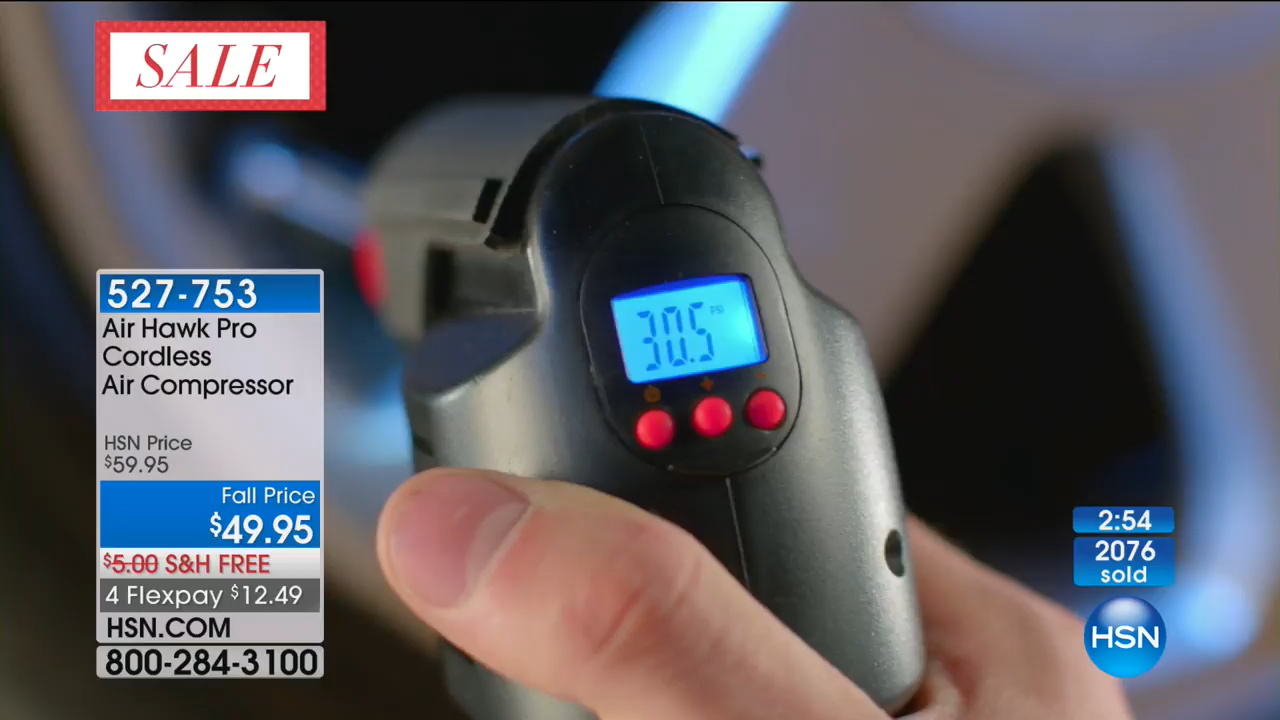 SALE
527-753
Air Hawk Pro
Cordless
Air Compressor
HSN Price
$59.95
Fall Price
$49.95
$5.00 S&H FREE
4 Flexpay $12.49
HSN.COM
800-284-3100
30.5 PSI
2:54
2076
sold
HSN